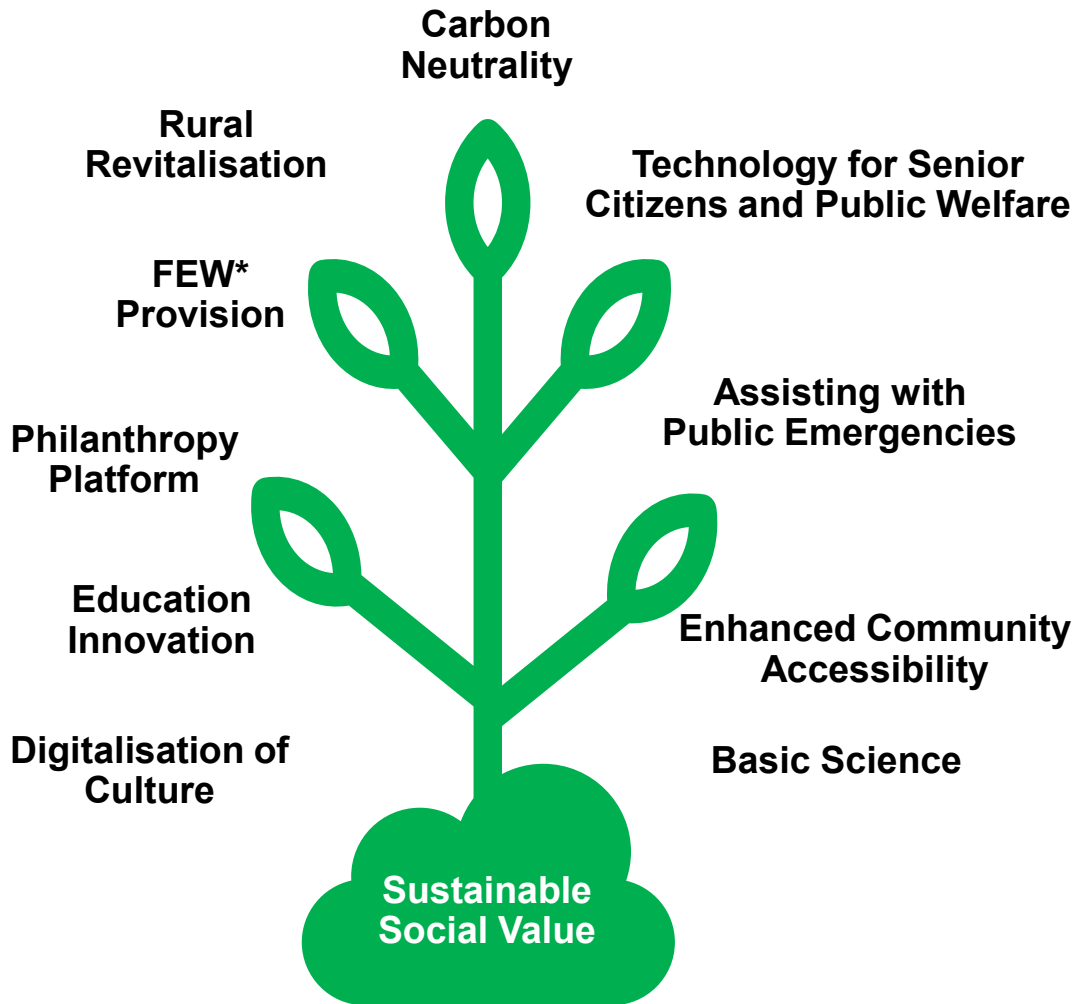 Carbon
Neutrality
Rural
Revitalisation
Technology for Senior
Citizens and Public Welfare
FEW*
Provision
Assisting with
Public Emergencies
Philanthropy
Platform
Education
Innovation
Enhanced Community
Accessibility
Digitalisation of
Culture
Basic Science
Sustainable
Social Value